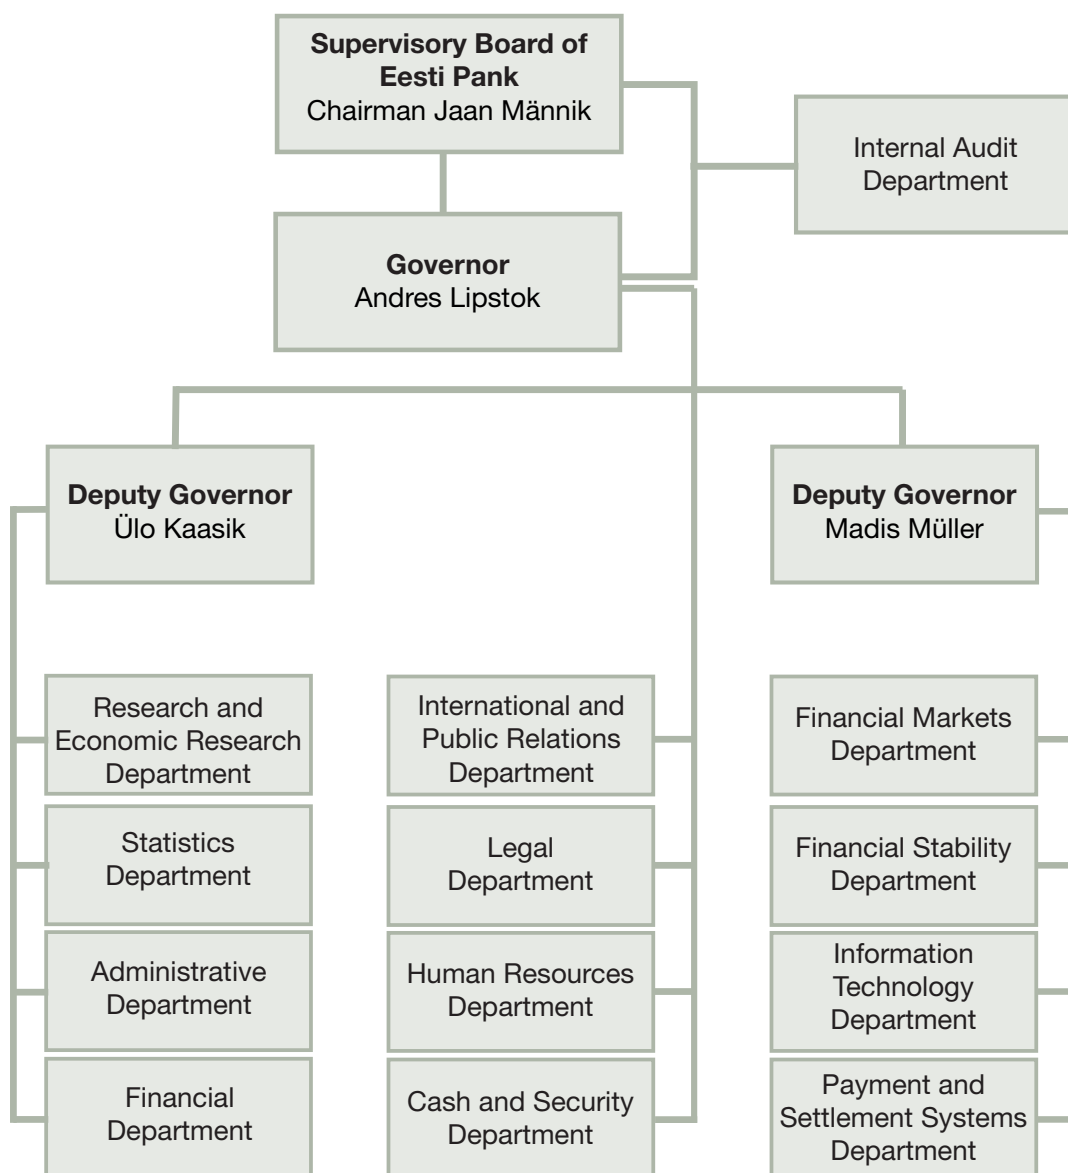 Supervisory Board of
Eesti Pank
Chairman Jaan Männik
Internal Audit
Department
Governor
Andres Lipstok
Deputy Governor
Ülo Kaasik
Deputy Governor
Madis Müller
Research and
Economic Research
Department
International and
Public Relations
Department
Financial Markets
Department
Statistics
Department
Legal
Department
Financial Stability
Department
Administrative
Department
Human Resources
Department
Information
Technology
Department
Financial
Department
Cash and Security
Department
Payment and
Settlement Systems
Department